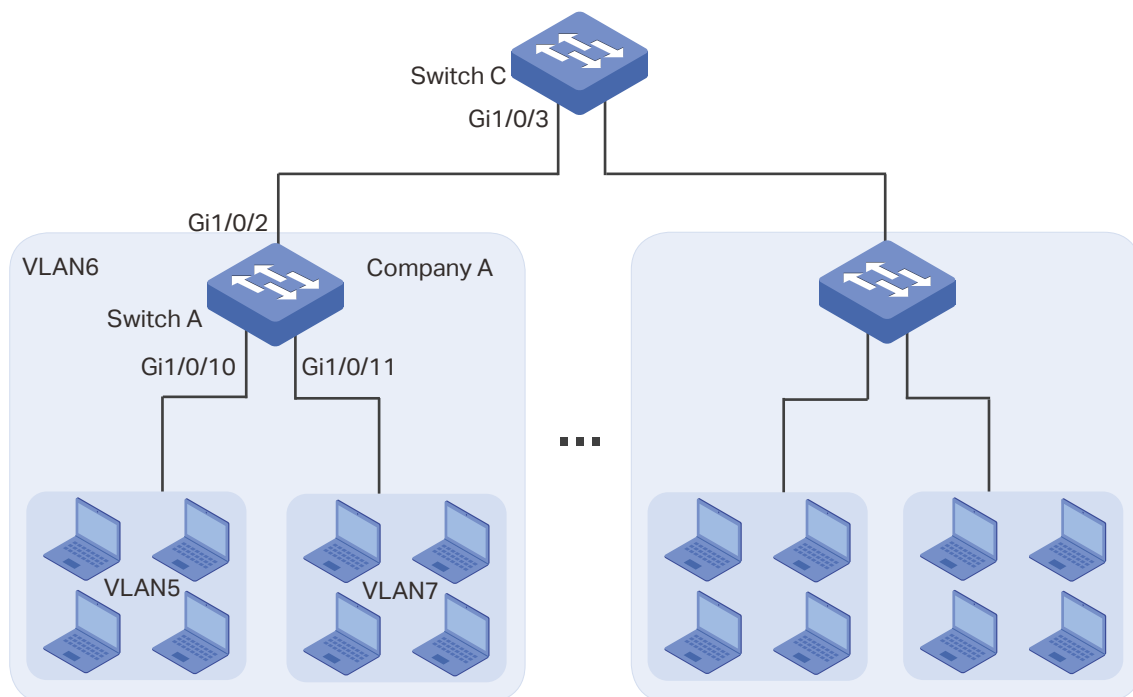 Switch C
Gi1/0/3
Gi1/0/2
VLAN6
Company A
Switch A
Gi1/0/10
Gi1/0/11
VLAN5
VLAN7